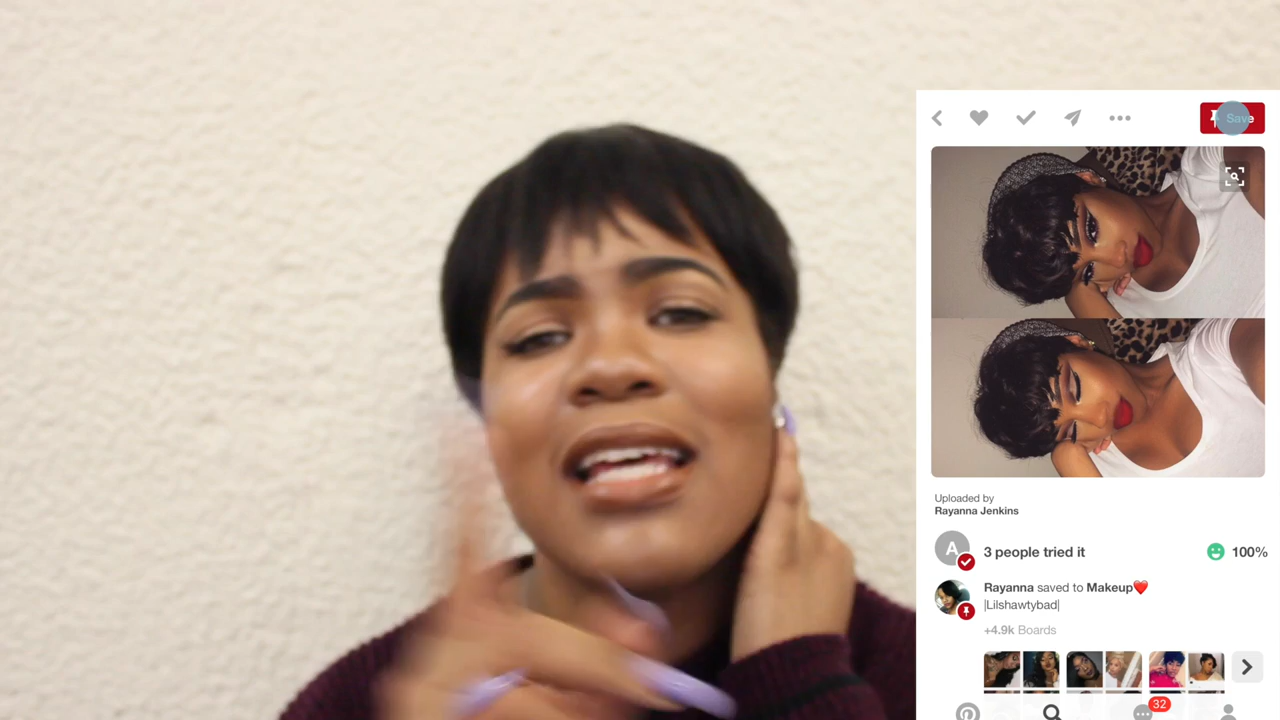 Save
Uploaded by
Rayanna Jenkins
A
3 people tried it
100%
Rayanna saved to Makeup❤️
|Lilshawtybad|
+4.9k Boards
32